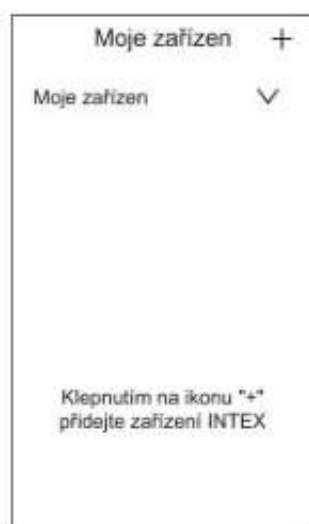 Moje zařízen +
Moje zařízen
Klepnutím na ikonu "+"
přidejte zařízení INTEX